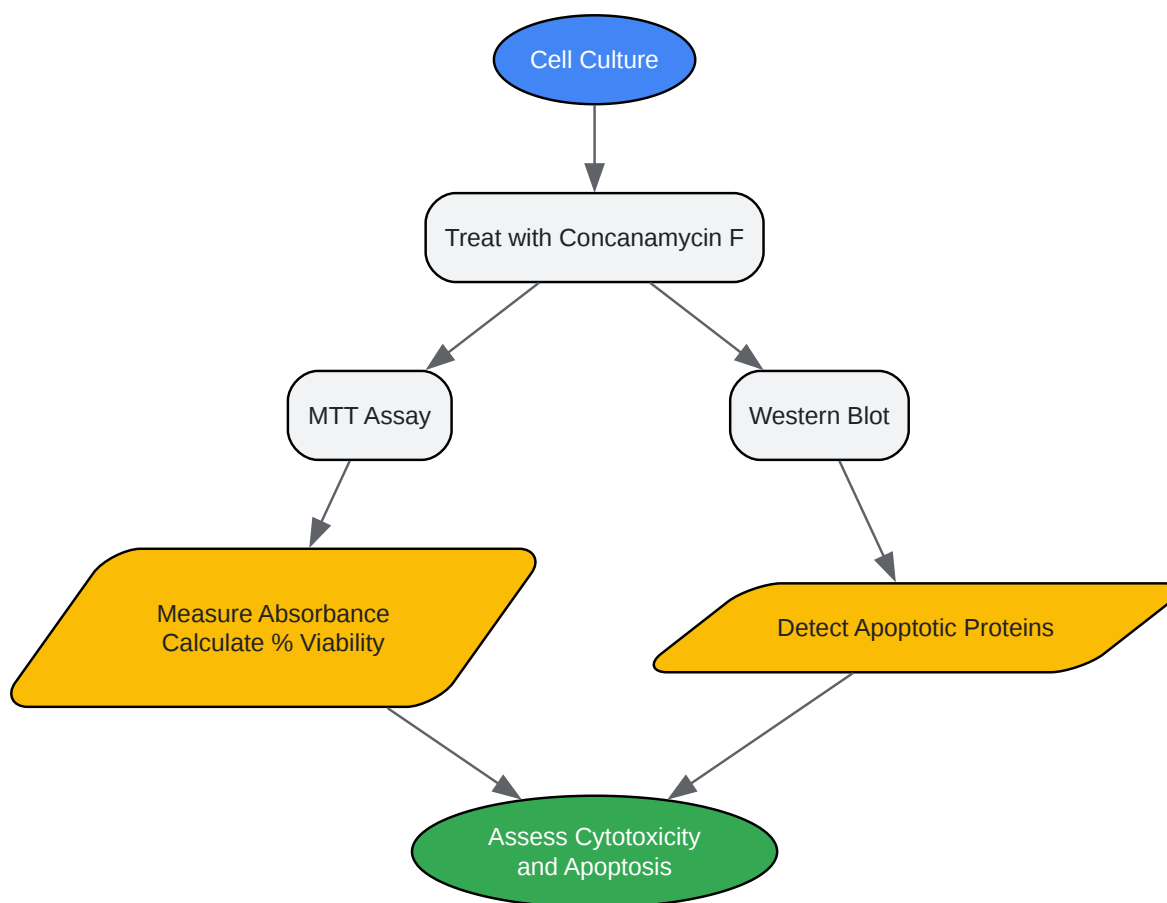 Cell Culture
Treat with Concanamycin F
MTT Assay
Western Blot
Measure Absorbance
Calculate % Viability
Detect Apoptotic Proteins
Assess Cytotoxicity
and Apoptosis